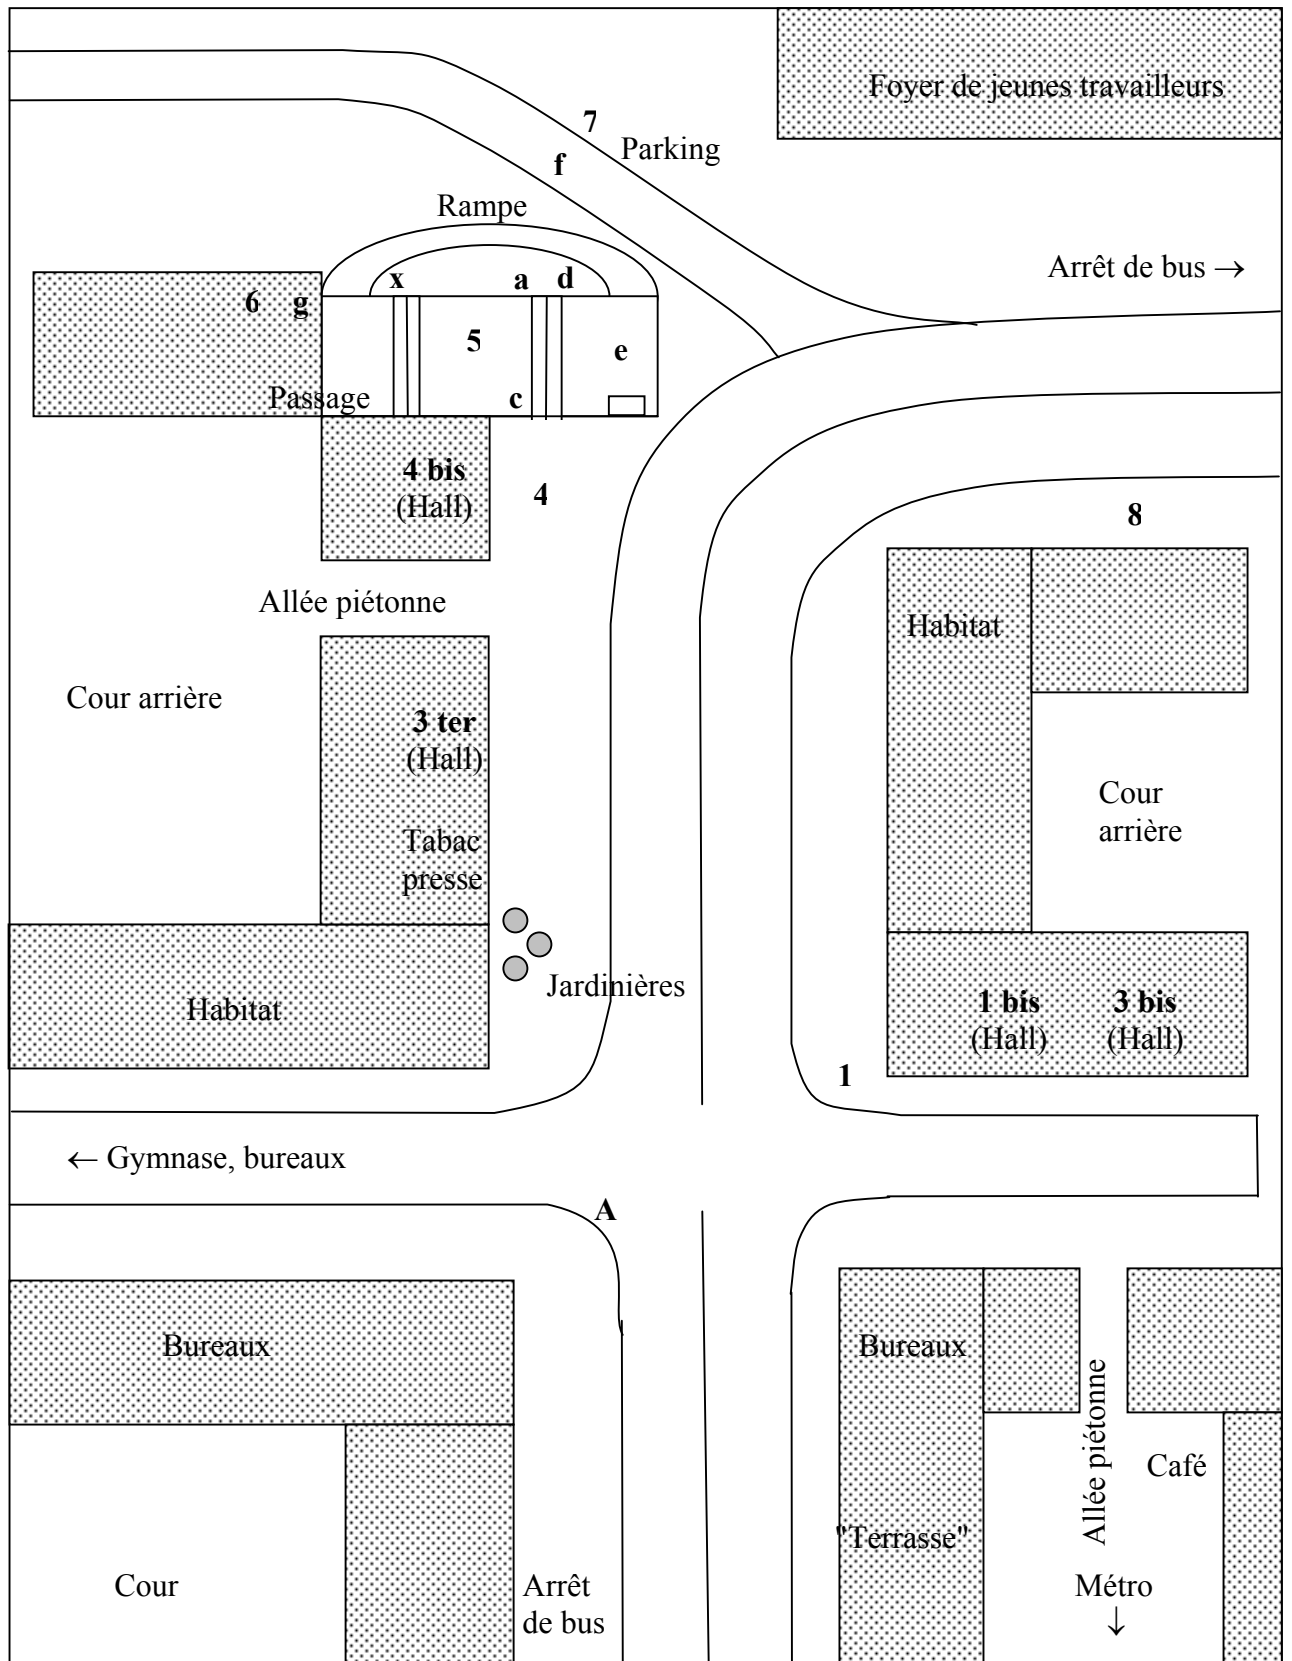 Foyer de jeunes travailleurs
7
Parking
f
Rampe
Arrêt de bus →
x
a
d
6
g
5
e
Passage
c
4 bis
(Hall)
4
8
Allée piétonne
Habitat
Cour arrière
3 ter
(Hall)
Cour
arrière
Tabac
presse
Jardinières
Habitat
1 bis
(Hall)
3 bis
(Hall)
1
← Gymnase, bureaux
A
Bureaux
Bureaux
Allée piétonne
Café
"Terrasse"
Cour
Arrêt
de bus
Métro
↓